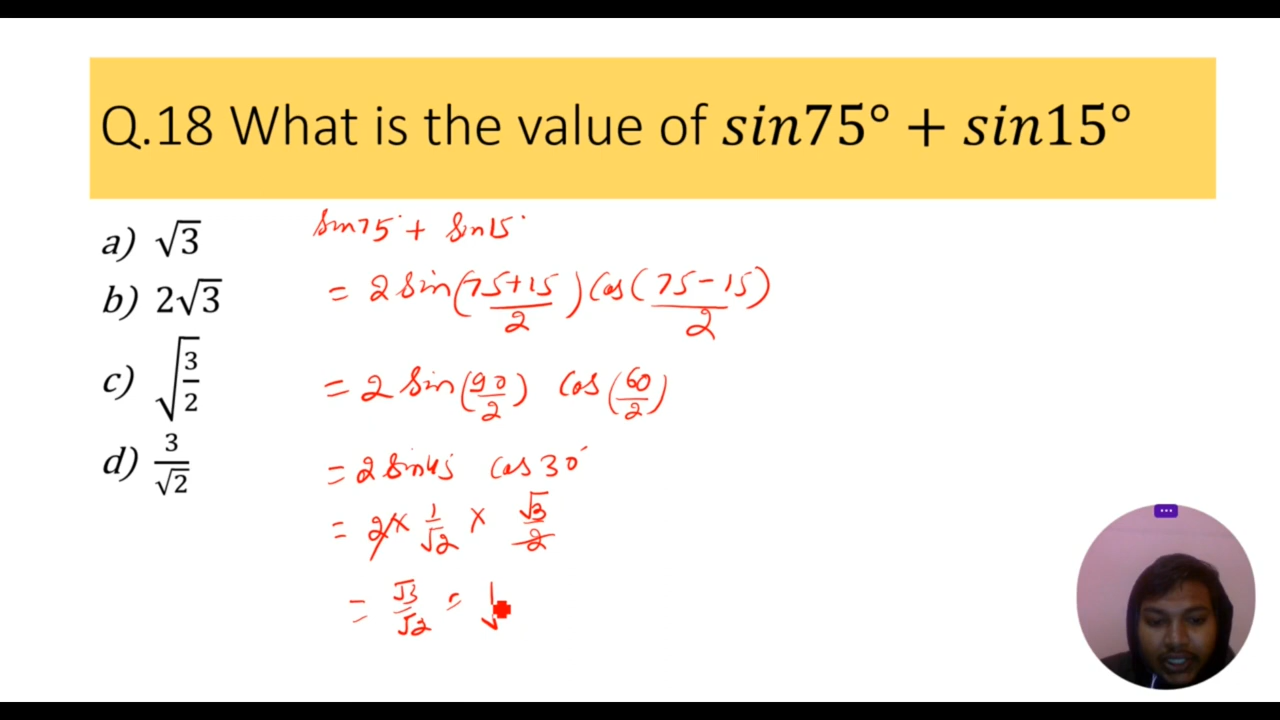 Q.18 What is the value of sin75° + sin15°
a) √3
b) 2√3
c) √(3/2)
d) 3/√2
sin75° + sin15°
= 2 sin(75+15/2) cos(75-15/2)
= 2 sin(90/2) cos(60/2)
= 2 sin45 cos30°
= 2 × 1/√2 × √3/2
= √3/√2 = √